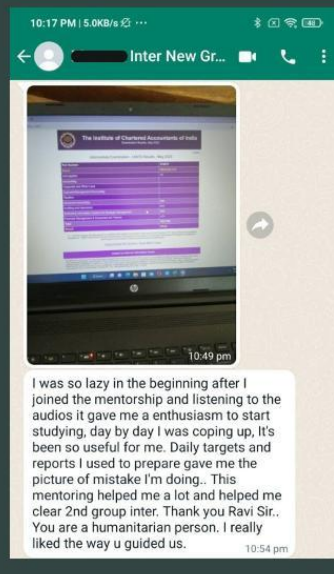 10:17 PM | 5.0KB/s
Inter New Gr...
The Institute of Chartered Accountants of India
10:49 pm
I was so lazy in the beginning after I
joined the mentorship and listening to the
audios it gave me a enthusiasm to start
studying, day by day I was coping up, It's
been so useful for me. Daily targets and
reports I used to prepare gave me the
picture of mistake I'm doing.. This
mentoring helped me a lot and helped me
clear 2nd group inter. Thank you Ravi Sir..
You are a humanitarian person. I really
liked the way u guided us.
10:54 pm